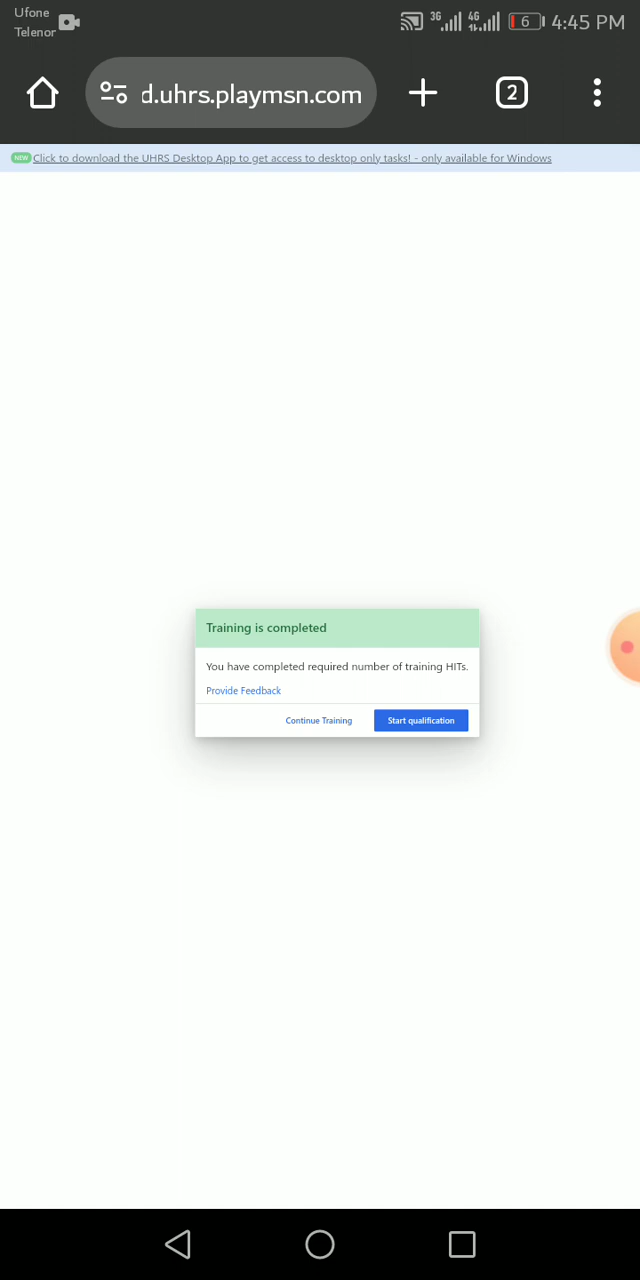 Ufone
Telenor
3G 4G 6 4:45 PM
d.uhrs.playmsn.com 2
NEW Click to download the UHRS Desktop App to get access to desktop only tasks! - only available for Windows
Training is completed
You have completed required number of training HITs.
Provide Feedback
Continue Training Start qualification